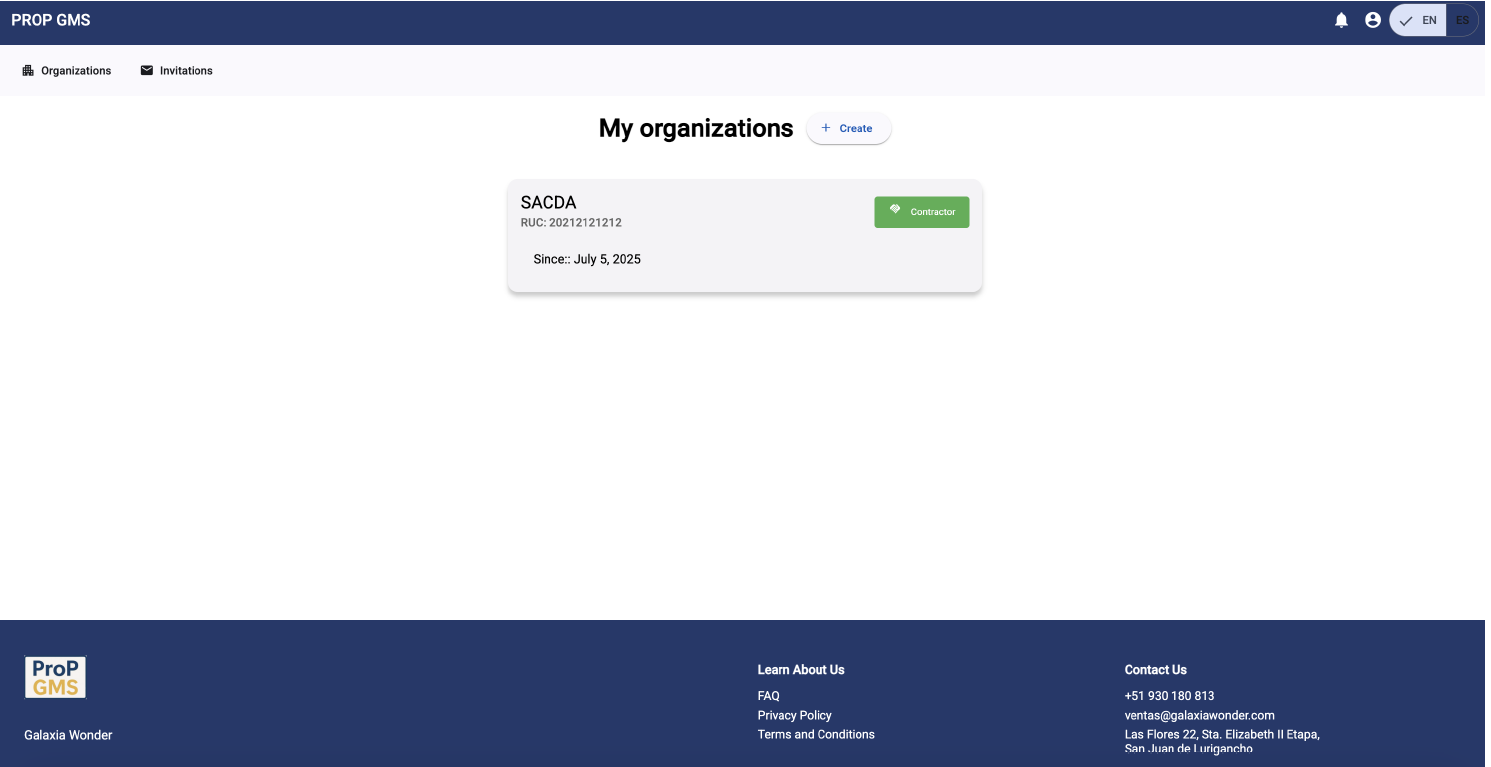 PROP GMS
EN ES
Organizations Invitations
My organizations + Create
SACDA
RUC: 20212121212
Contractor
Since:: July 5, 2025
ProP
GMS
Galaxia Wonder
Learn About Us
FAQ
Privacy Policy
Terms and Conditions
Contact Us
+51 930 180 813
ventas@galaxiawonder.com
Las Flores 22, Sta. Elizabeth II Etapa,
San Juan de Lurigancho